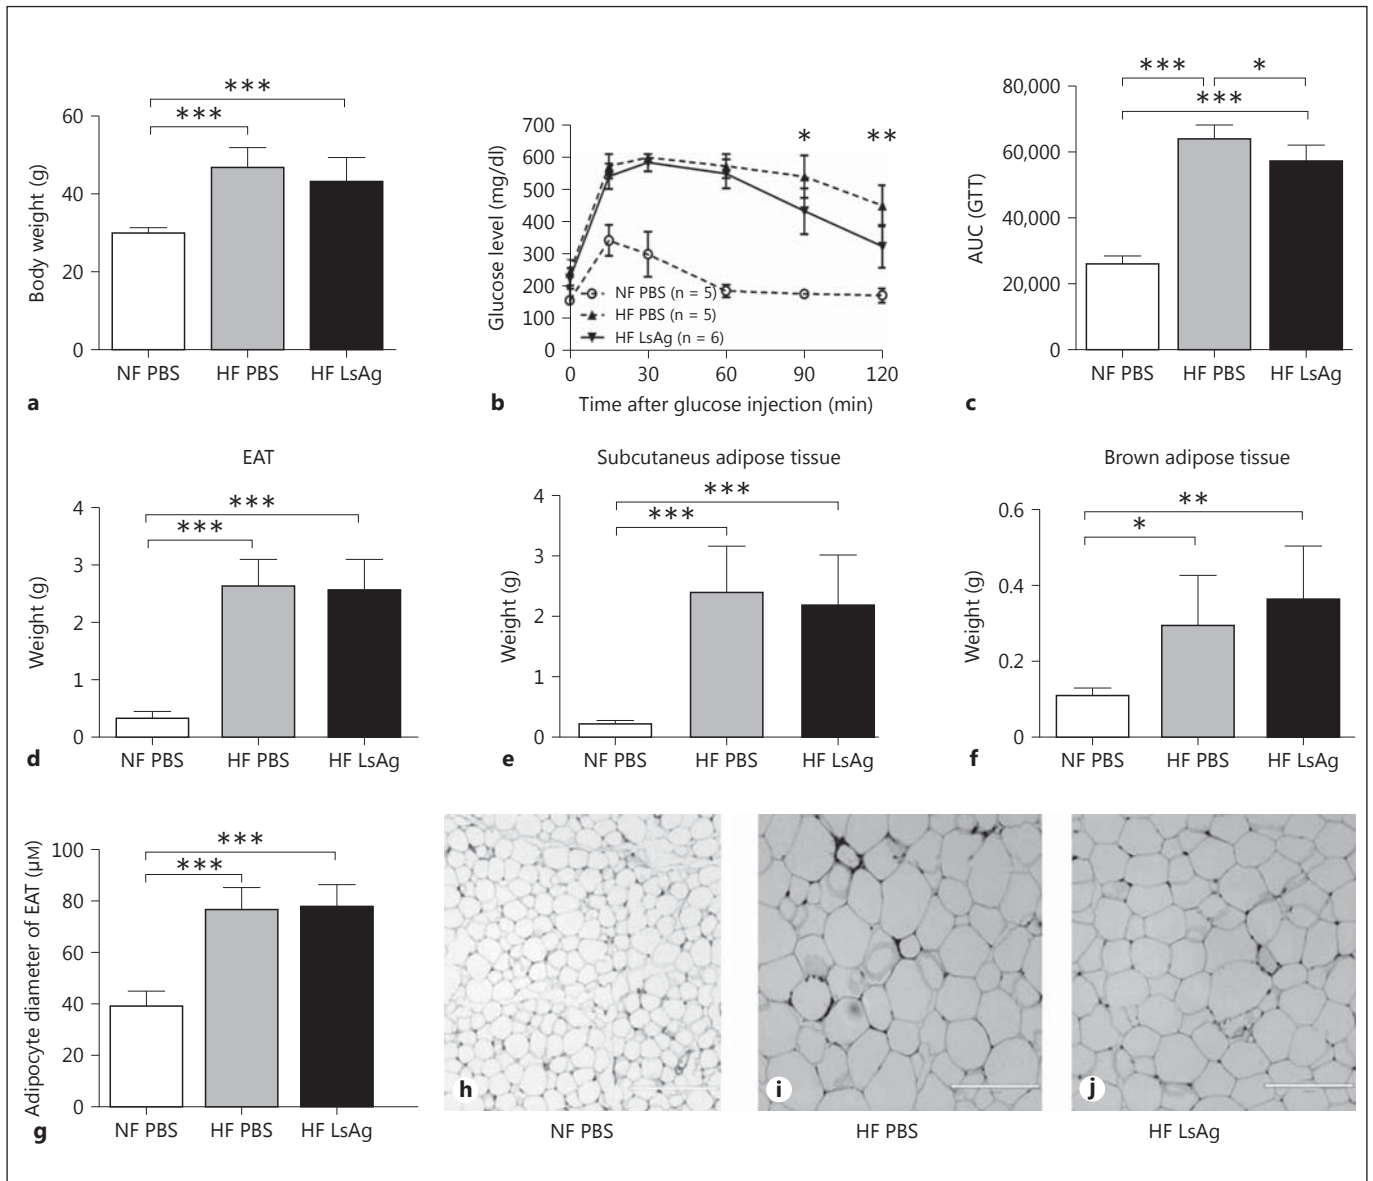 ***
***
60
40
20
0
Body weight (g)
NF PBS HF PBS HF LsAg
a
* **
700
600
500
400
300
200
100
0
Glucose level (mg/dl)
NF PBS (n = 5)
HF PBS (n = 5)
HF LsAg (n = 6)
0 30 60 90 120
Time after glucose injection (min)
b
*** *
***
80,000
60,000
40,000
20,000
0
AUC (GTT)
NF PBS HF PBS HF LsAg
c
EAT
***
***
4
3
2
1
0
Weight (g)
NF PBS HF PBS HF LsAg
d
Subcutaneus adipose tissue
***
***
4
3
2
1
0
Weight (g)
NF PBS HF PBS HF LsAg
e
Brown adipose tissue
**
*
0.6
0.4
0.2
0
Weight (g)
NF PBS HF PBS HF LsAg
f
***
***
100
80
60
40
20
0
Adipocyte diameter of EAT (µM)
NF PBS HF PBS HF LsAg
g
h
NF PBS
i
HF PBS
j
HF LsAg